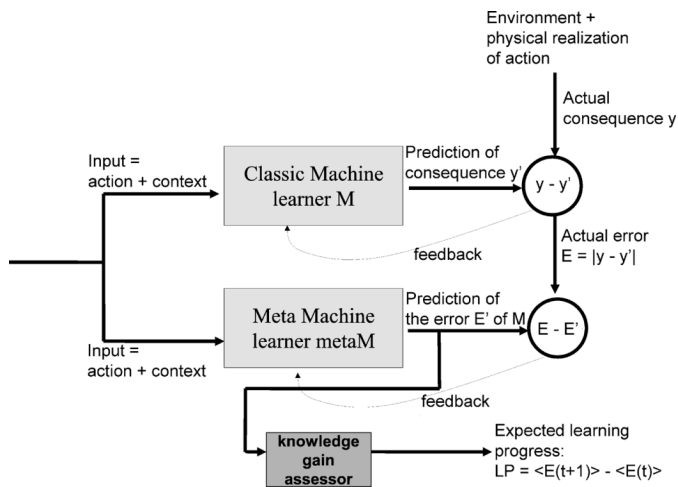 Environment +
physical realization
of action
Actual
consequence y
Input =
action + context
Classic Machine
learner M
Prediction of
consequence y'
y - y'
feedback
Actual error
E = |y - y'|
Meta Machine
learner metaM
Prediction of
the error E' of M
E - E'
Input =
action + context
feedback
knowledge
gain
assessor
Expected learning
progress:
LP = <E(t+1)> - <E(t)>